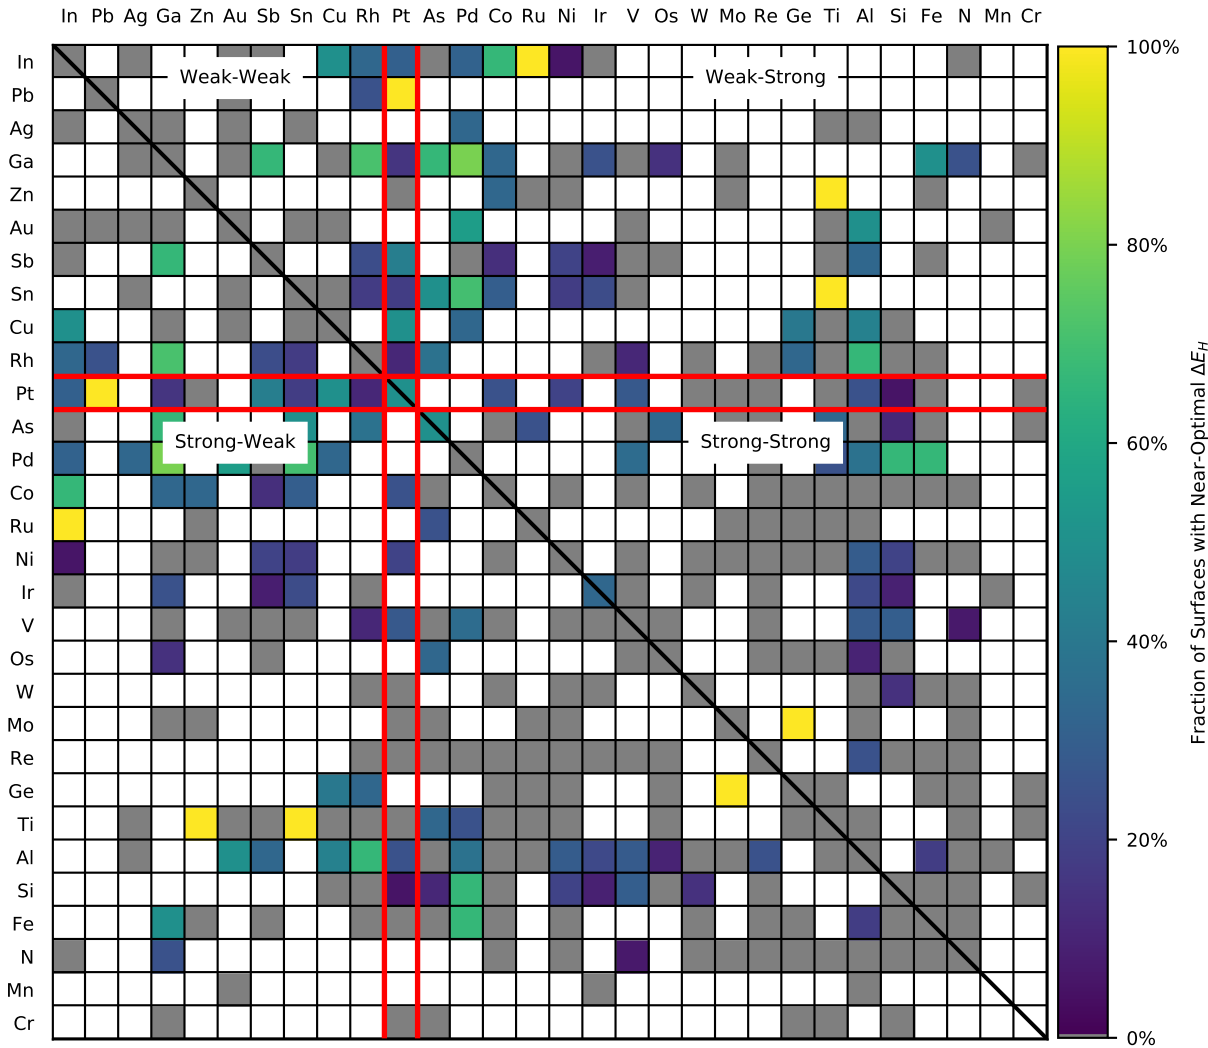 In Pb Ag Ga Zn Au Sb Sn Cu Rh Pt As Pd Co Ru Ni Ir V Os W Mo Re Ge Ti Al Si Fe N Mn Cr
In
Weak-Weak
Weak-Strong
Pb
Ag
Ga
Zn
Au
Sb
Sn
Cu
Rh
Pt
As
Strong-Weak
Strong-Strong
Pd
Co
Ru
Ni
Ir
V
Os
W
Mo
Re
Ge
Ti
Al
Si
Fe
N
Mn
Cr
100%
80%
60%
40%
20%
0%
Fraction of Surfaces with Near-Optimal ΔE_H